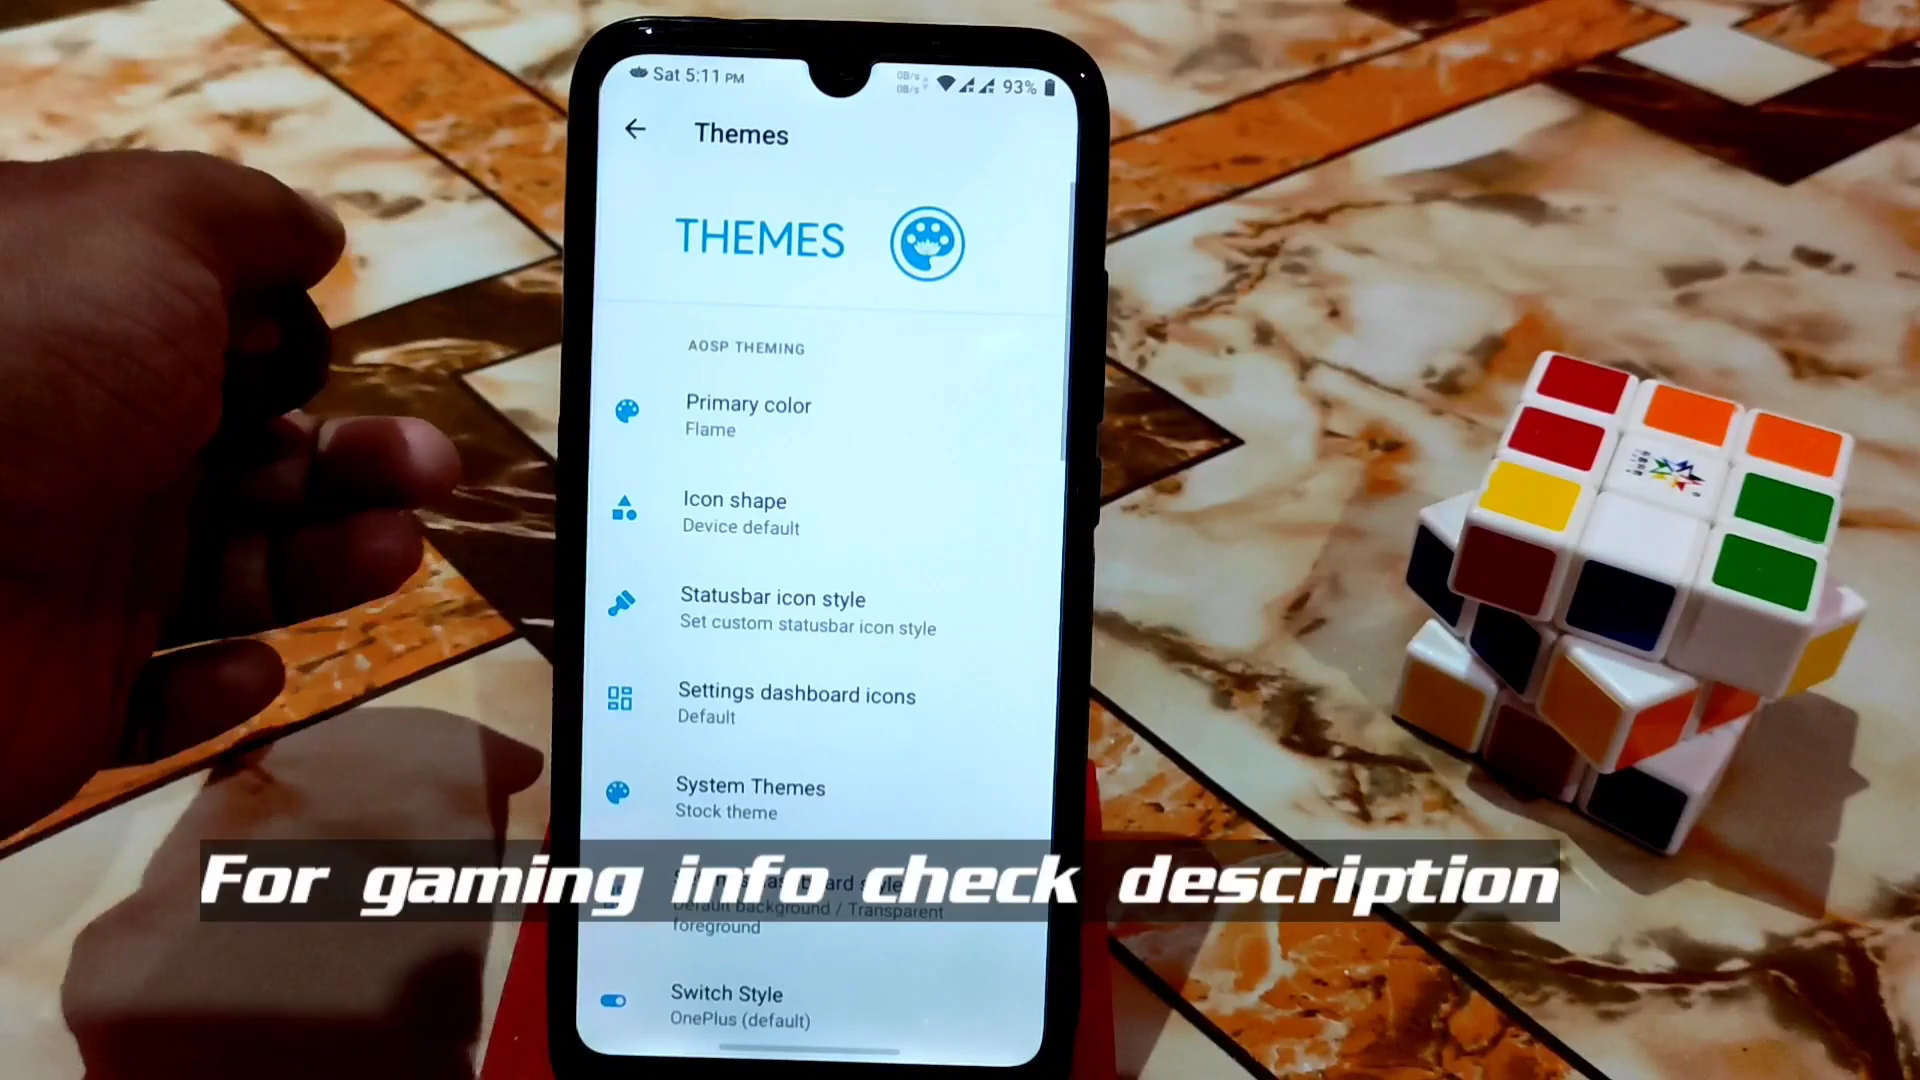 Sat 5:11 PM
0B/s
0B/s
93%
Themes
THEMES
AOSP THEMING
Primary color
Flame
Icon shape
Device default
Statusbar icon style
Set custom statusbar icon style
Settings dashboard icons
Default
System Themes
Stock theme
For gaming info check description
Default background / Transparent
foreground
Switch Style
OnePlus (default)